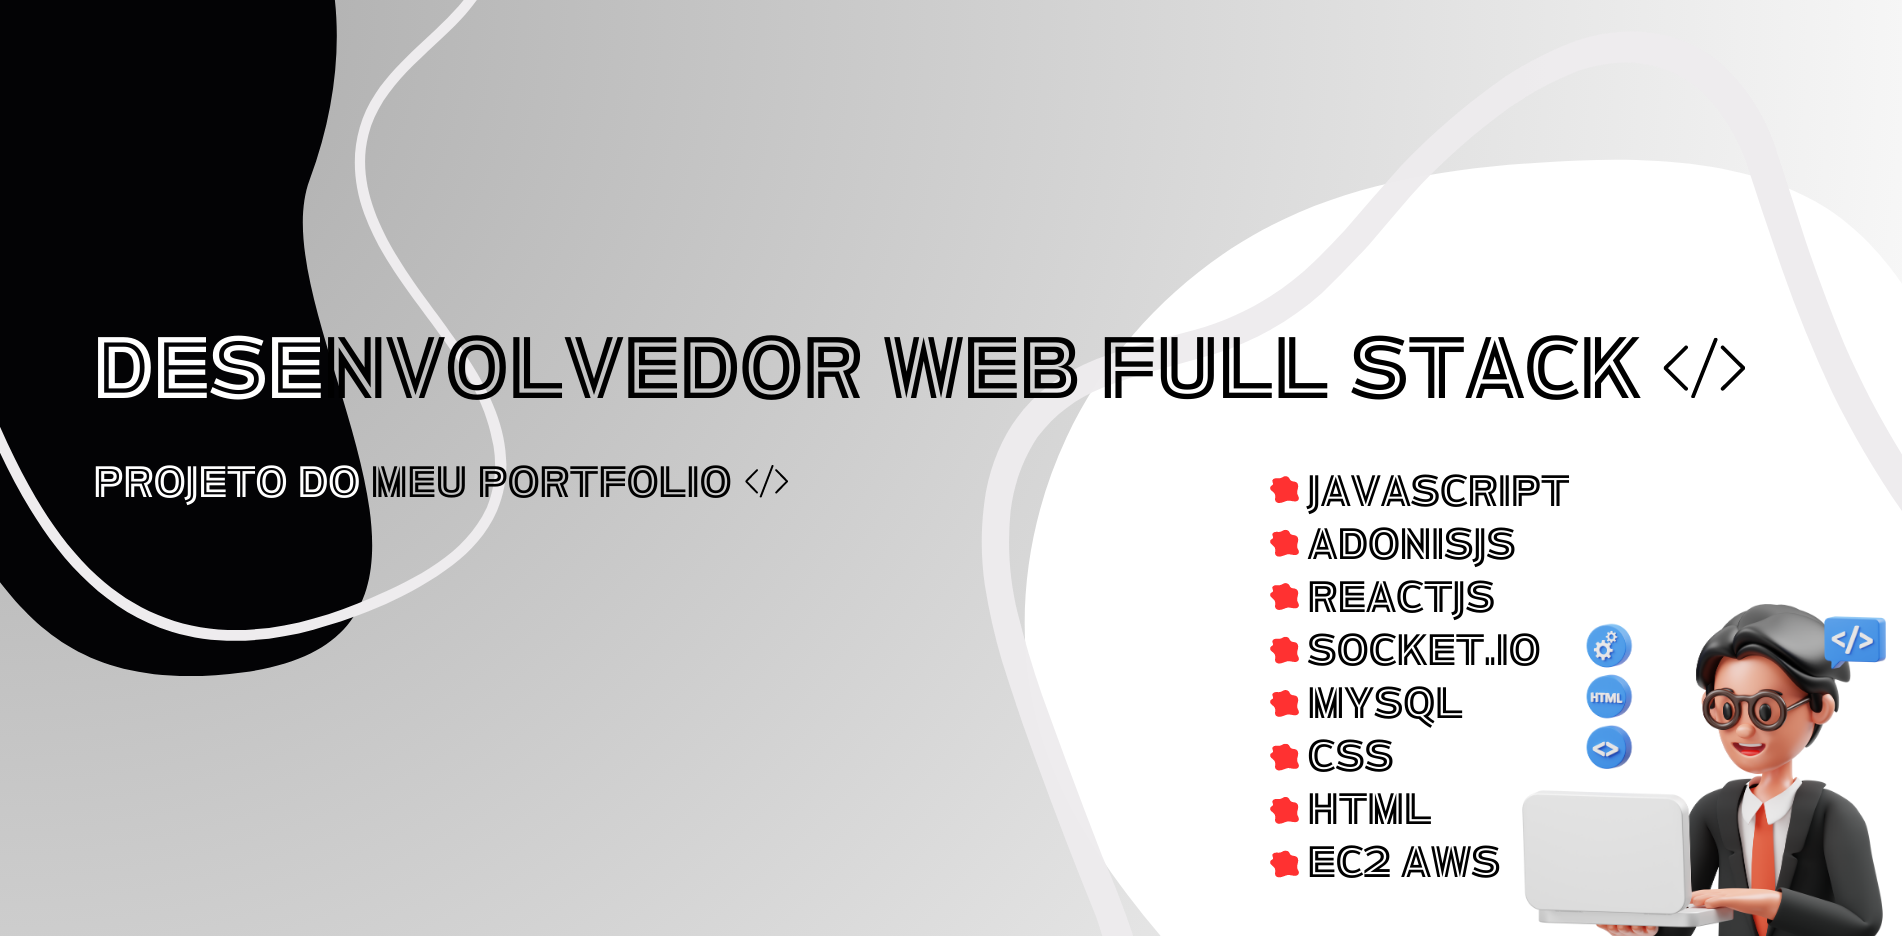 DESENVOLVEDOR WEB FULL STACK </>
PROJETO DO MEU PORTFOLIO </>
JAVASCRIPT
ADONISJS
REACTJS
SOCKET.IO
MYSQL
CSS
HTML
EC2 AWS
</>
HTML
<>